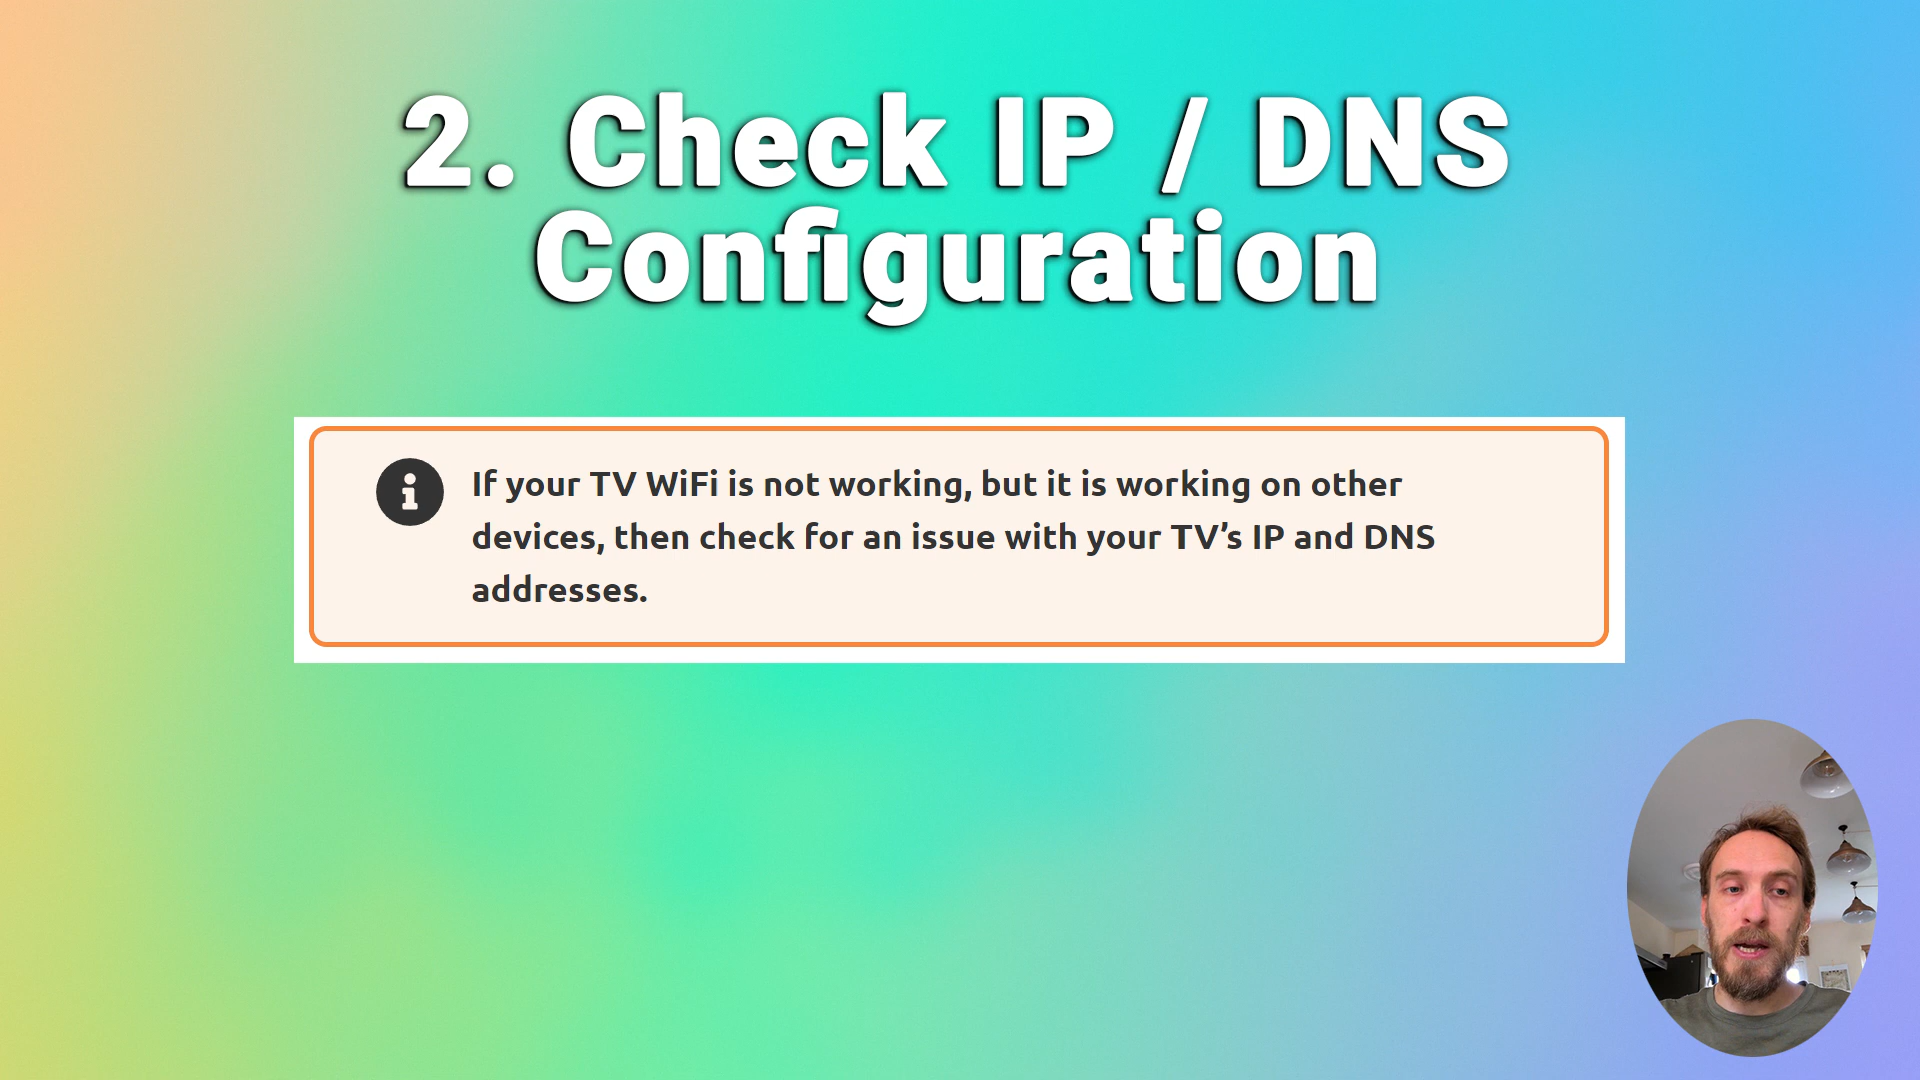 2. Check IP / DNS
Configuration
If your TV WiFi is not working, but it is working on other
devices, then check for an issue with your TV’s IP and DNS
addresses.